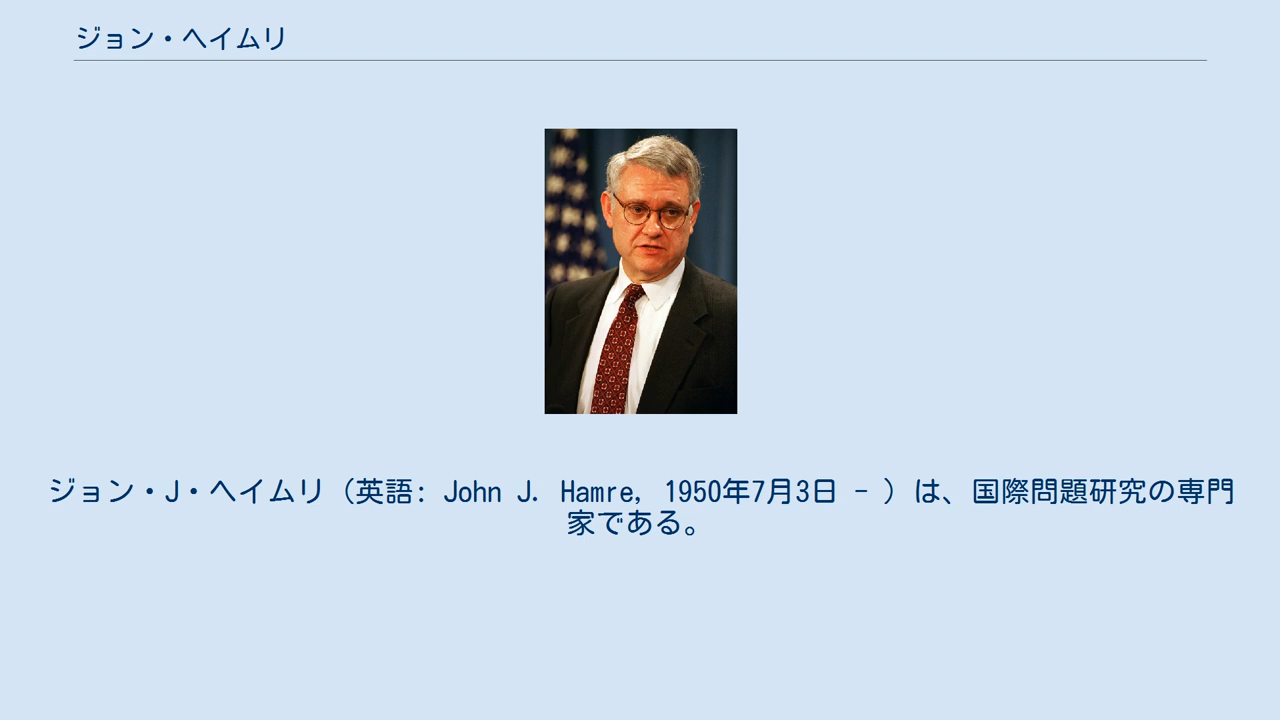 ジョン・ヘイムリ
ジョン・J・ヘイムリ（英語: John J. Hamre, 1950年7月3日 - ）は、国際問題研究の専門
家である。